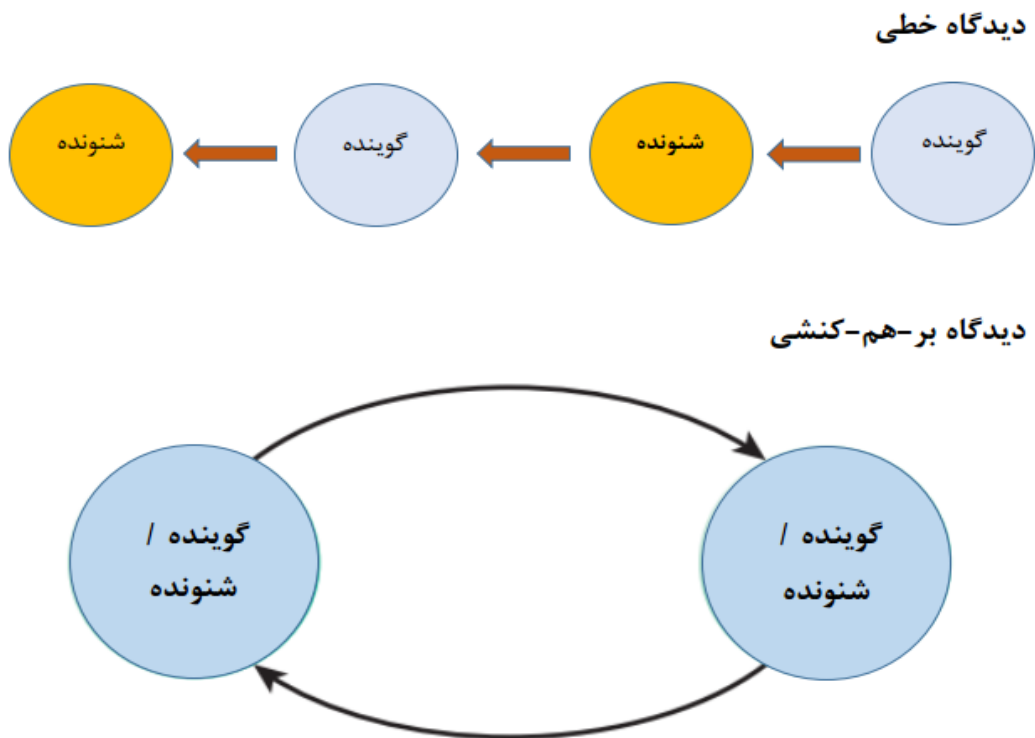 دیدگاه خطی
گوینده
شنونده
گوینده
شنونده
دیدگاه بر-هم-کنشی
گوینده /
شنونده
گوینده /
شنونده